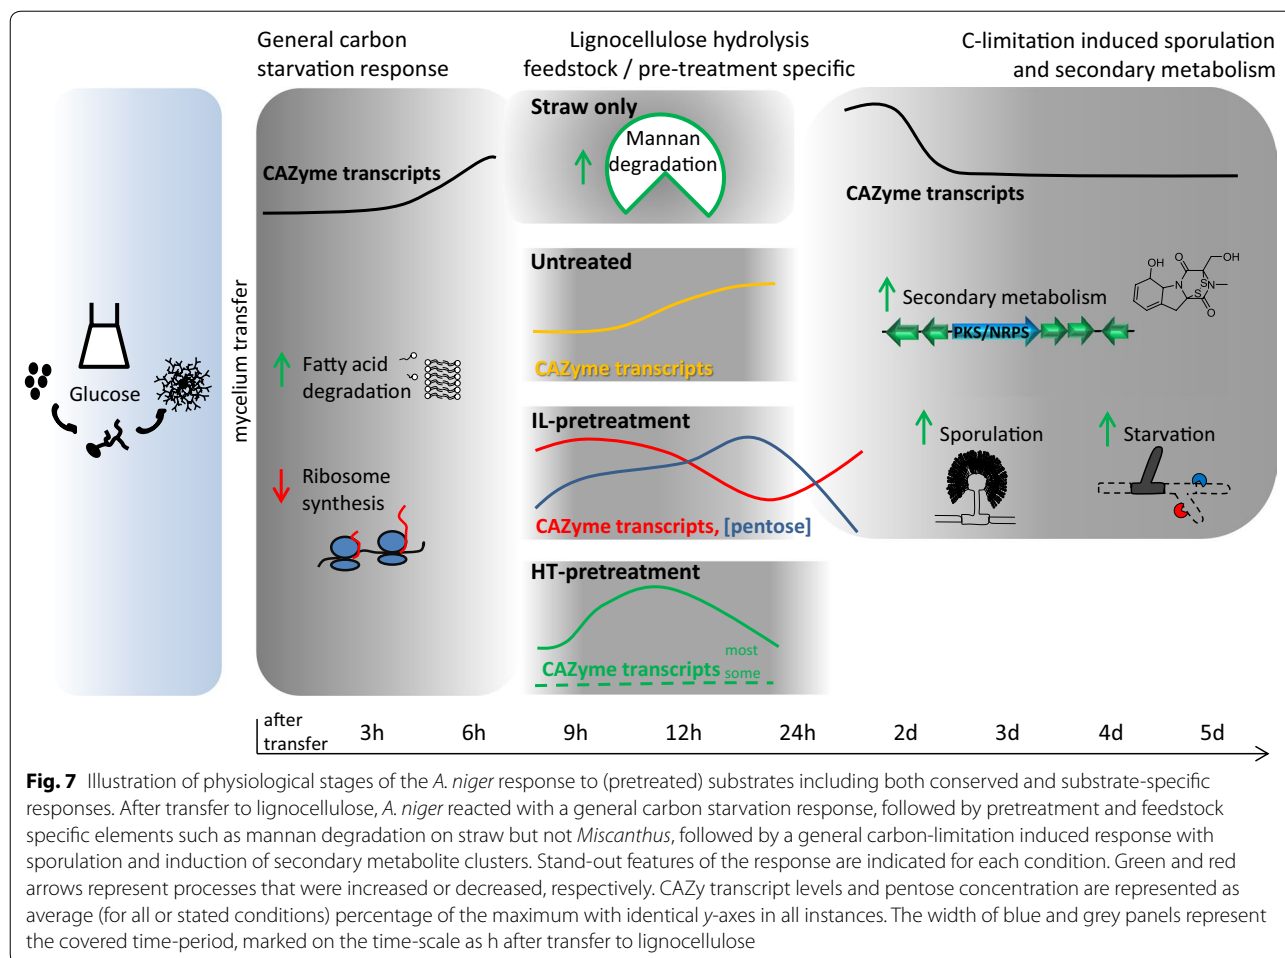 General carbon
starvation response
Lignocellulose hydrolysis
feedstock / pre-treatment specific
C-limitation induced sporulation
and secondary metabolism
Glucose
mycelium transfer
CAZyme transcripts
Fatty acid
degradation
Ribosome
synthesis
Straw only
Mannan
degradation
Untreated
CAZyme transcripts
IL-pretreatment
CAZyme transcripts, [pentose]
HT-pretreatment
most
CAZyme transcripts
some
CAZyme transcripts
Secondary metabolism
PKS/NRPS
OH
O
OH
N
S
N
S
O
Sporulation
Starvation
after
transfer
3h 6h 9h 12h 24h 2d 3d 4d 5d
Fig. 7 Illustration of physiological stages of the A. niger response to (pretreated) substrates including both conserved and substrate-specific
responses. After transfer to lignocellulose, A. niger reacted with a general carbon starvation response, followed by pretreatment and feedstock
specific elements such as mannan degradation on straw but not Miscanthus, followed by a general carbon-limitation induced response with
sporulation and induction of secondary metabolite clusters. Stand-out features of the response are indicated for each condition. Green and red
arrows represent processes that were increased or decreased, respectively. CAZy transcript levels and pentose concentration are represented as
average (for all or stated conditions) percentage of the maximum with identical y-axes in all instances. The width of blue and grey panels represent
the covered time-period, marked on the time-scale as h after transfer to lignocellulose